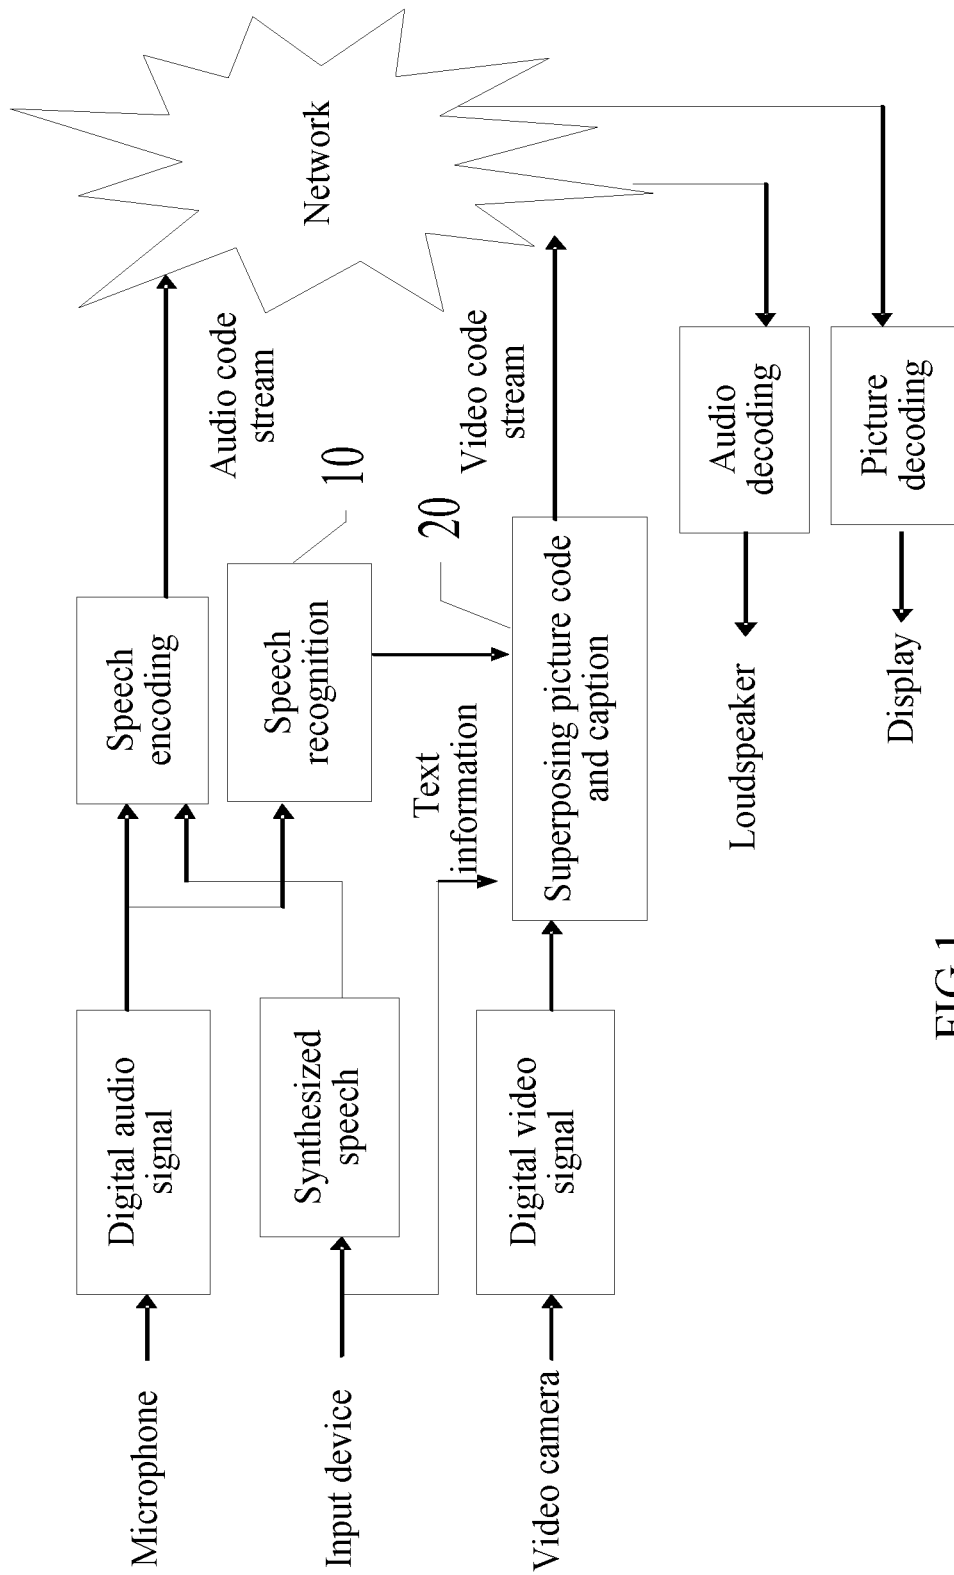 Microphone
Digital audio
signal
Speech
encoding
Audio code
stream
Network
Input device
Synthesized
speech
Speech
recognition
10
Text
information
20
Video camera
Digital video
signal
Superposing picture code
and caption
Video code
stream
Loudspeaker
Audio
decoding
Display
Picture
decoding
FIG.1